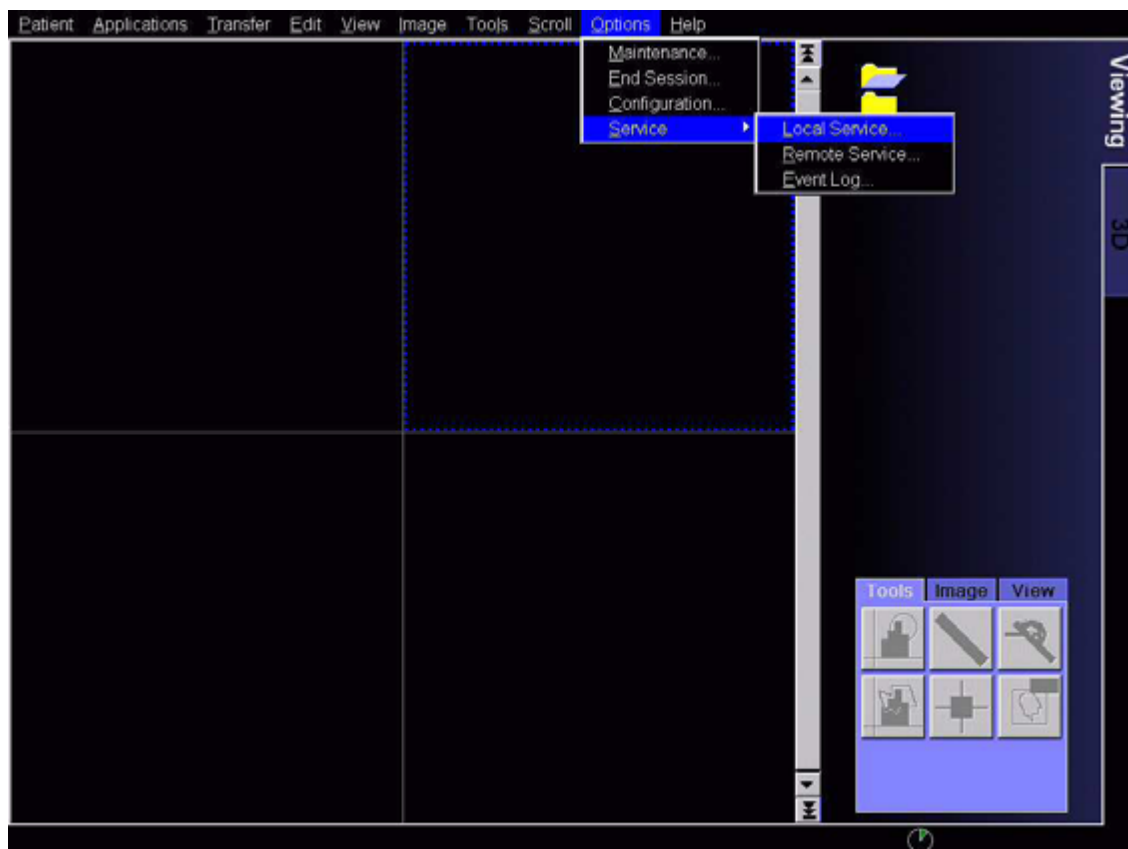 Patient Applications Transfer Edit View Image Tools Scroll Options Help
Maintenance...
End Session...
Configuration...
Service
Local Service...
Remote Service...
Event Log...
Viewing
3D
Tools Image View